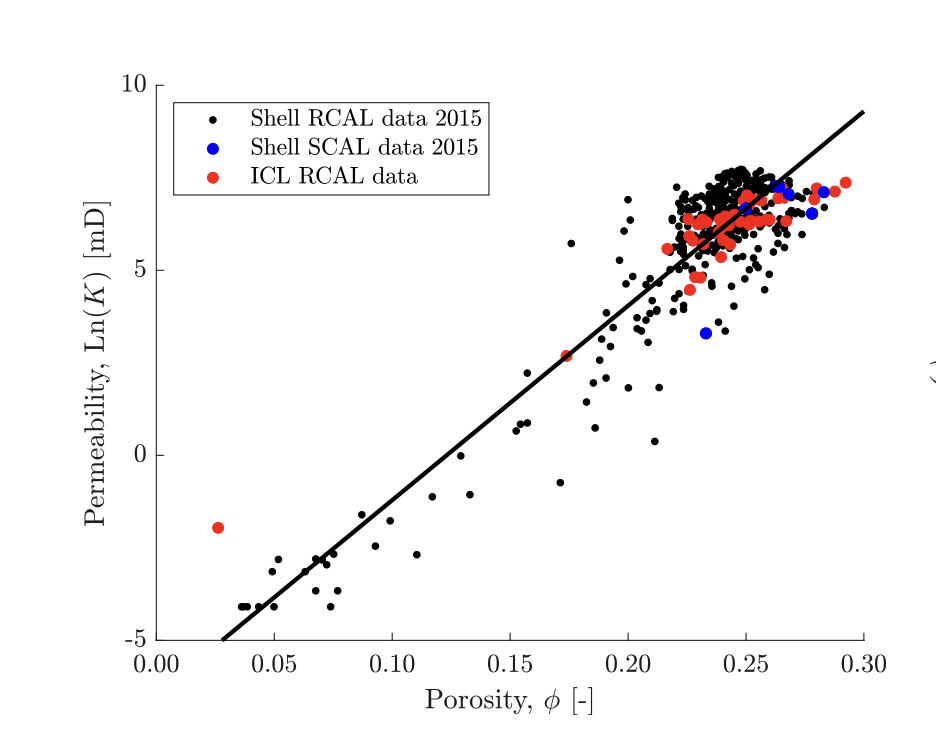 10
Shell RCAL data 2015
Shell SCAL data 2015
ICL RCAL data
5
0
-5
Permeability, Ln(K) [mD]
0.00 0.05 0.10 0.15 0.20 0.25 0.30
Porosity, ϕ [-]